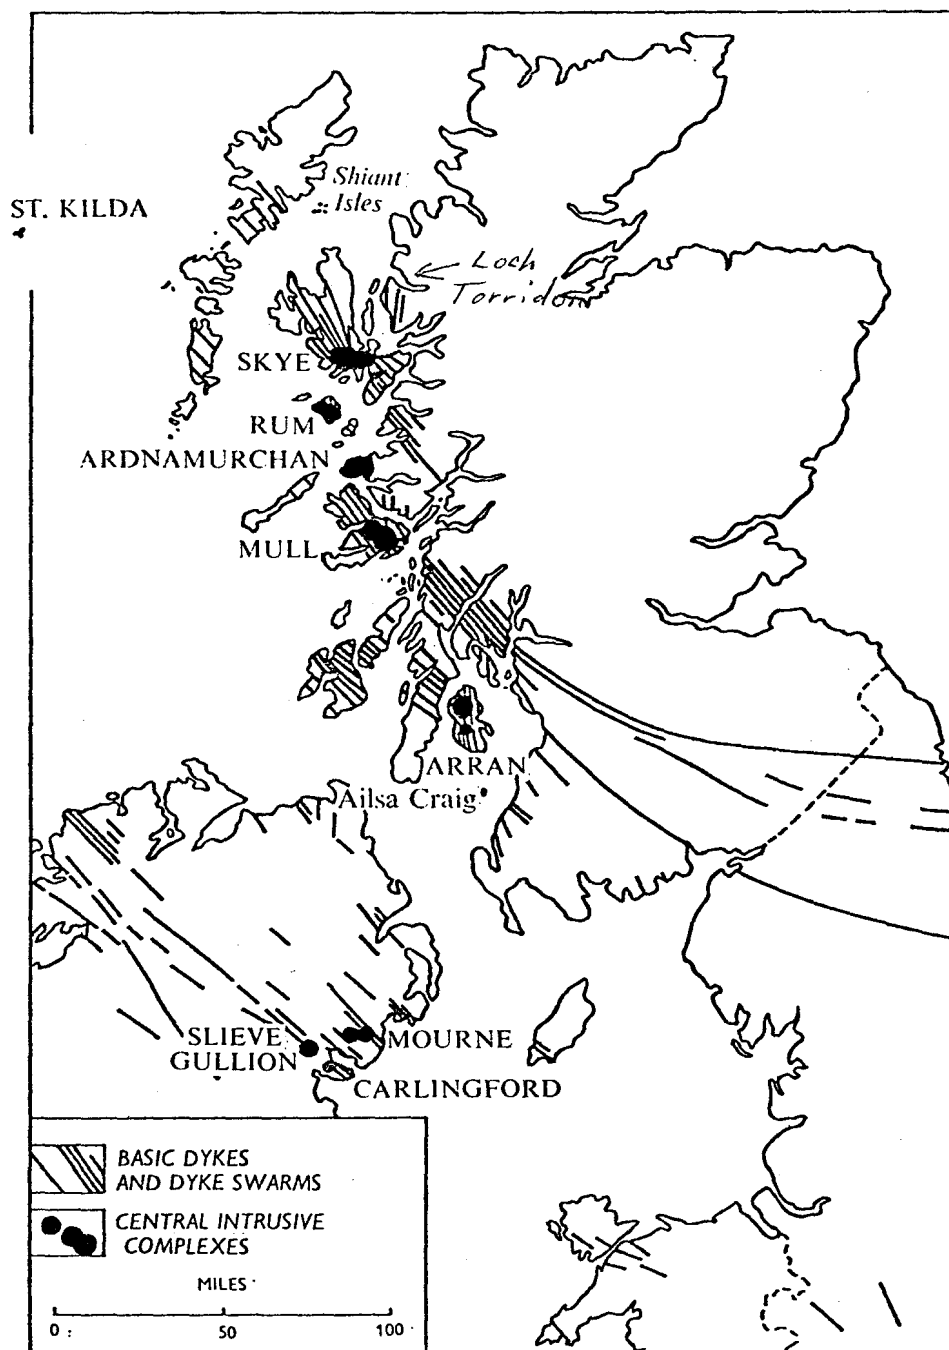 Shiant
Isles
ST. KILDA
Loch
Torridon
SKYE
RUM
ARDNAMURCHAN
MULL
ARRAN
Ailsa Craig
SLIEVE
GULLION
MOURNE
CARLINGFORD
BASIC DYKES
AND DYKE SWARMS
CENTRAL INTRUSIVE
COMPLEXES
MILES
0 50 100